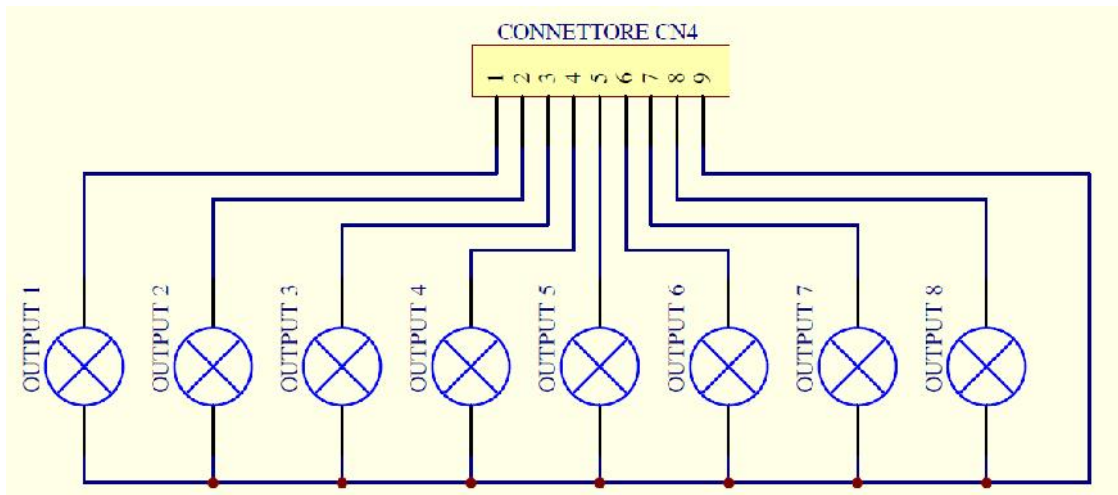 CONNETTORE CN4
1 2 3 4 5 6 7 8 9
OUTPUT 1
OUTPUT 2
OUTPUT 3
OUTPUT 4
OUTPUT 5
OUTPUT 6
OUTPUT 7
OUTPUT 8